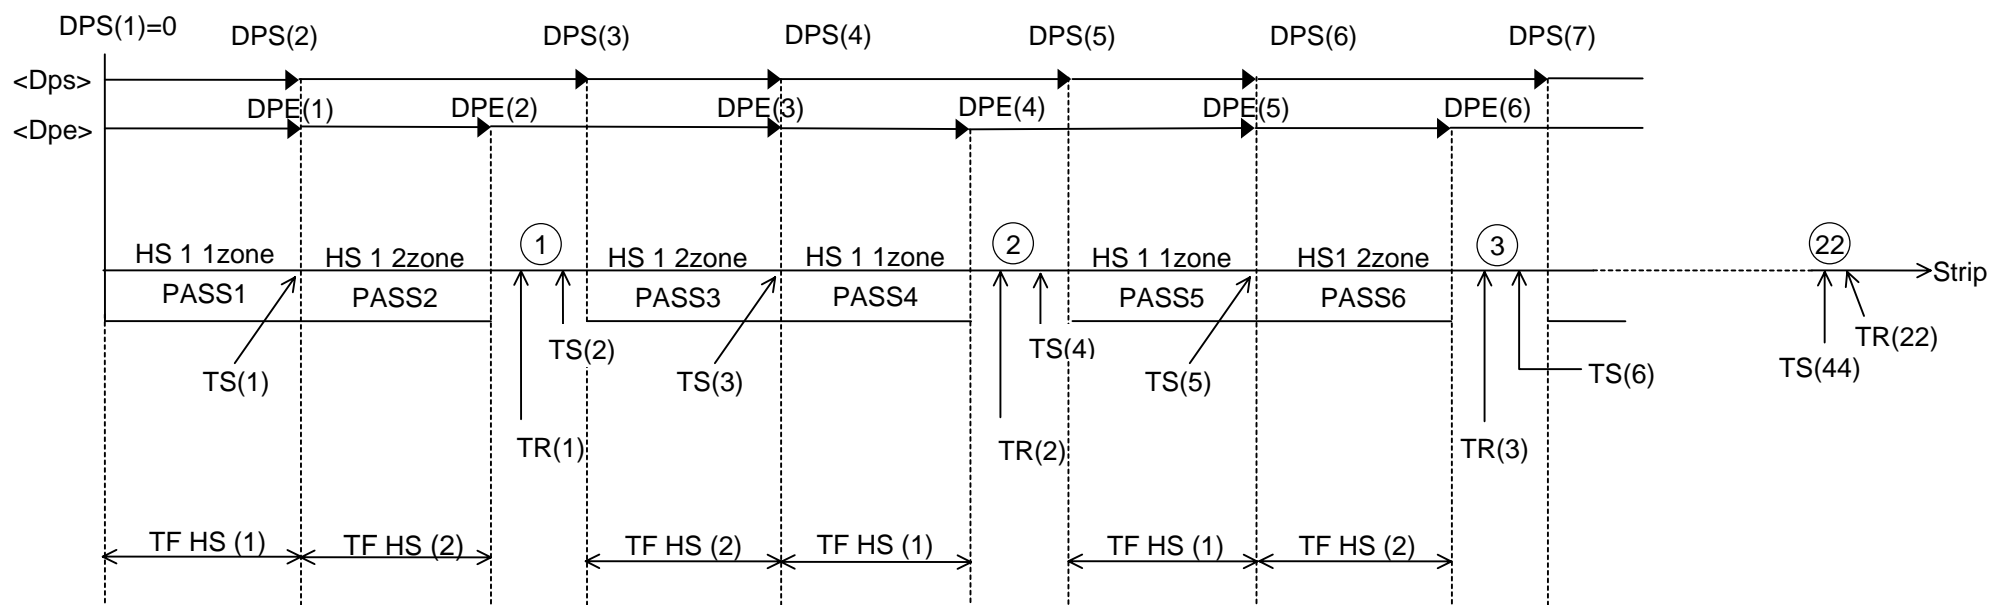 DPS(1)=0 DPS(2) DPS(3) DPS(4) DPS(5) DPS(6) DPS(7)
<Dps>
DPE(1) DPE(2) DPE(3) DPE(4) DPE(5) DPE(6)
<Dpe>
1 2 3 22
HS 1 1zone HS 1 2zone HS 1 2zone HS 1 1zone HS 1 1zone HS1 2zone
Strip
PASS1 PASS2 PASS3 PASS4 PASS5 PASS6
TS(2) TS(4) TR(22)
TS(1) TS(3) TS(5) TS(6) TS(44)
TR(1) TR(2) TR(3)
TF HS (1) TF HS (2) TF HS (2) TF HS (1) TF HS (1) TF HS (2)